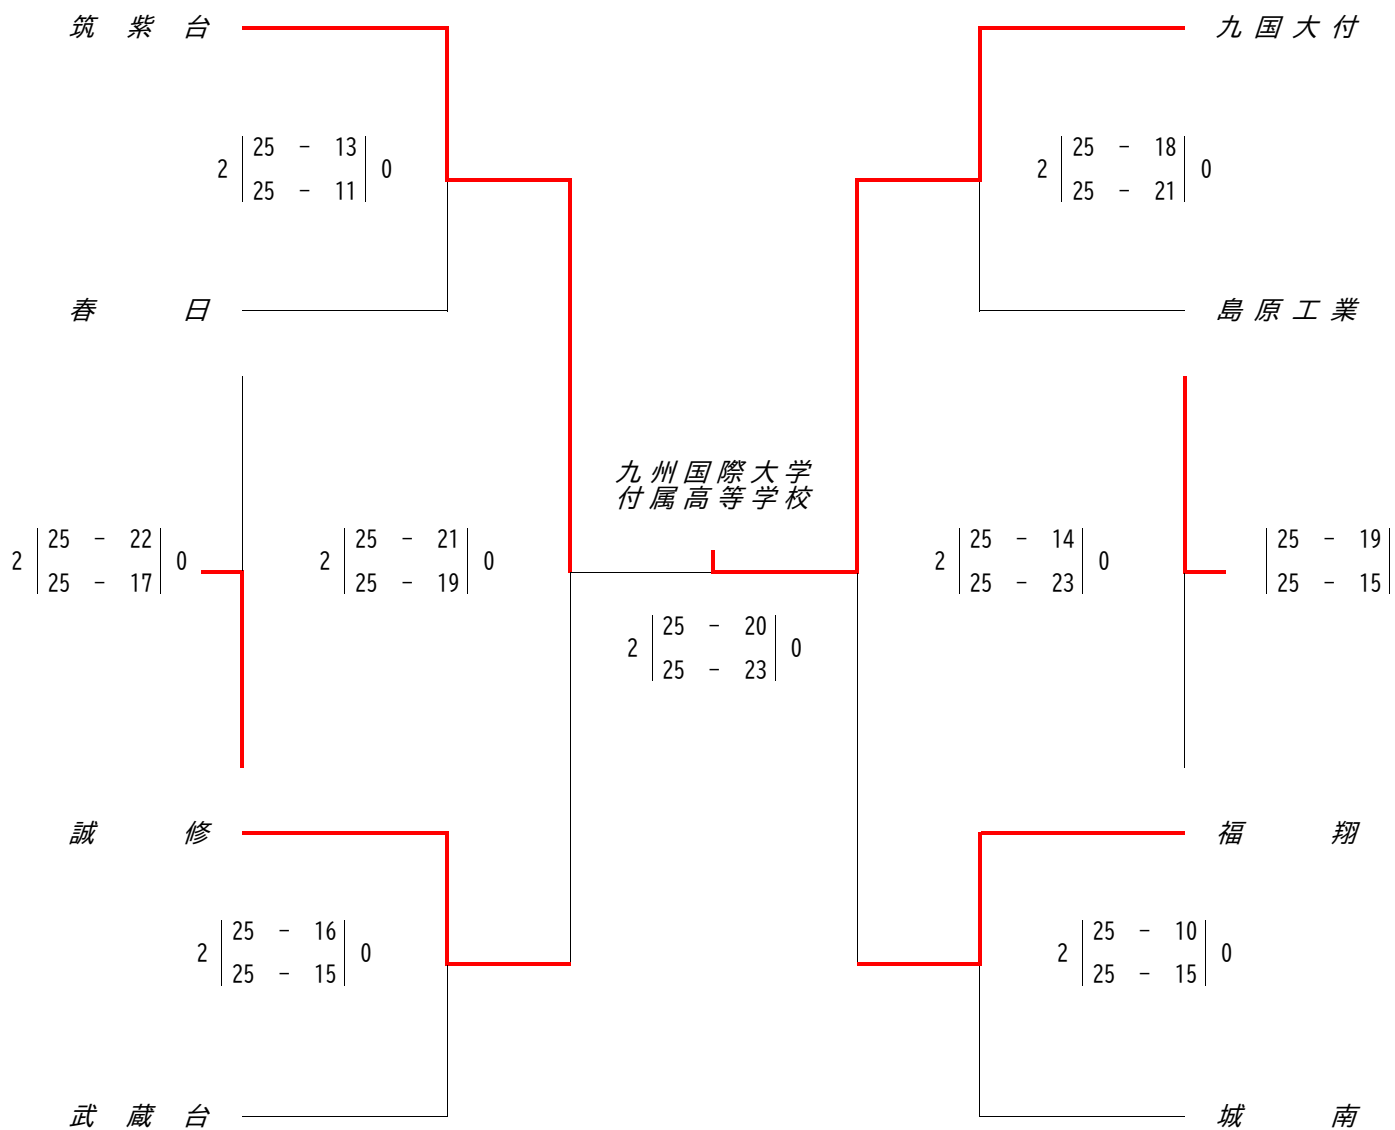 筑紫台
九国大付
2 25 - 13 0
25 - 11
2 25 - 18 0
25 - 21
春日
島原工業
九州国際大学
付属高等学校
2 25 - 22 0
25 - 17
2 25 - 21 0
25 - 19
2 25 - 14 0
25 - 23
25 - 19
25 - 15
2 25 - 20 0
25 - 23
誠修
福翔
2 25 - 16 0
25 - 15
2 25 - 10 0
25 - 15
武蔵台
城南